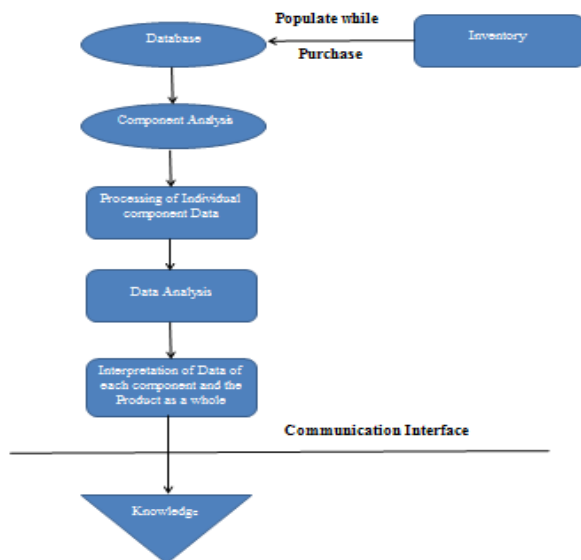 Populate while
Database
Inventory
Purchase
Component Analysis
Processing of Individual
component Data
Data Analysis
Interpretation of Data of
each component and the
Product as a whole
Communication Interface
Knowledge